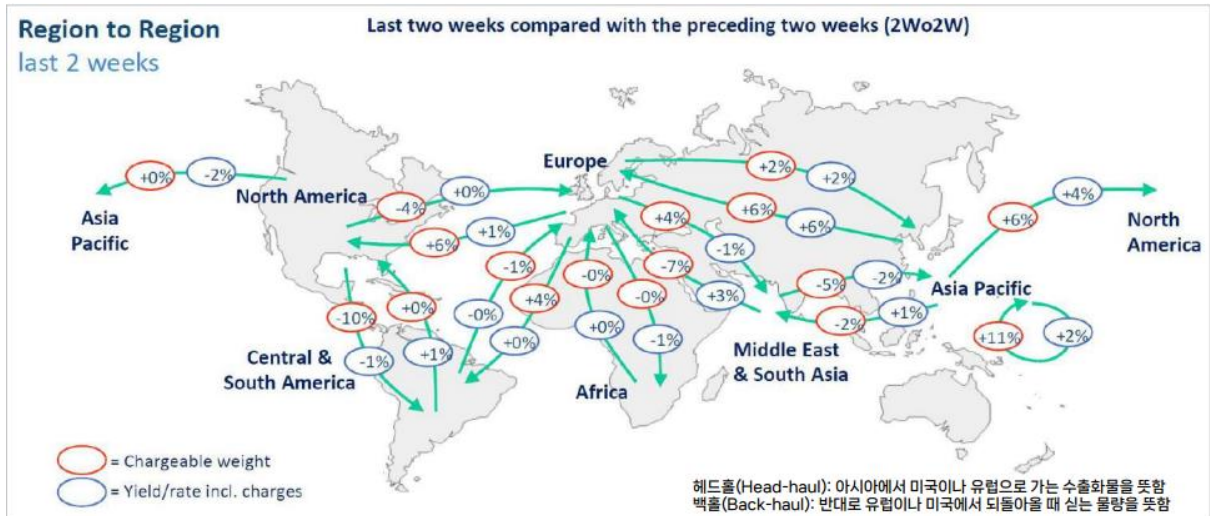 Region to Region
last 2 weeks
Last two weeks compared with the preceding two weeks (2Wo2W)
+0%
-2%
Asia
Pacific
North America
-4%
+0%
+6%
+1%
Europe
+2%
+2%
+6%
+6%
+4%
-1%
-7%
+3%
-5%
-2%
-2%
+1%
Asia Pacific
+6%
+4%
North
America
+11%
+2%
Middle East
& South Asia
-1%
-0%
+4%
+0%
-0%
+0%
-0%
-1%
Africa
-10%
-1%
+0%
+1%
Central &
South America
= Chargeable weight
= Yield/rate incl. charges
헤드홀(Head-haul): 아시아에서 미국이나 유럽으로 가는 수출화물을 뜻함
백홀(Back-haul): 반대로 유럽이나 미국에서 되돌아올 때 싣는 물량을 뜻함